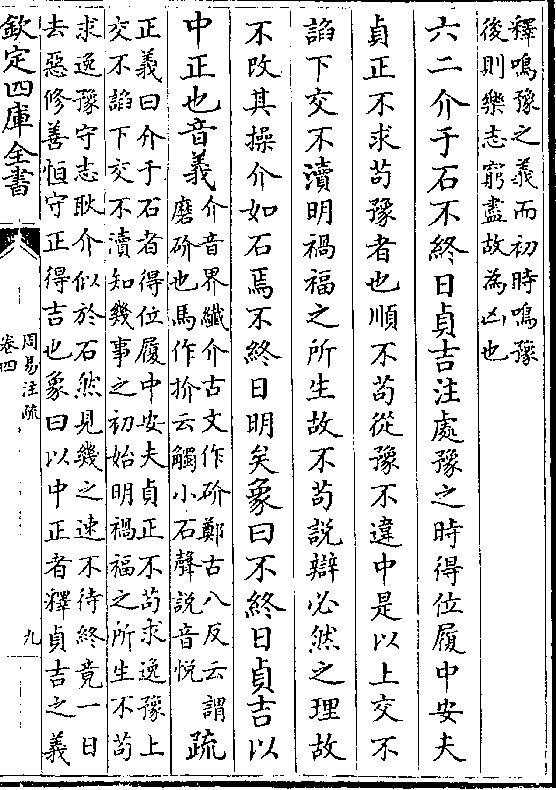 釋鳴豫之義而初時鳴豫
後則樂志窮盡故為凶也
六二介于石不終日貞吉注處豫之時得位履中安夫
貞正不求苟豫者也順不苟從豫不違中是以上交不
諂下交不瀆明禍福之所生故不苟説辯必然之理故
不改其操介如石焉不終日明矣象曰不終日貞吉以
中正也音義介音界纎介古文作砎鄭古八反云謂
磨砎也馬作扴云觸小石聲説音悦疏
正義曰介于石者得位履中安夫貞正不苟求逸豫上
交不諂下交不瀆知幾事之初始明禍福之所生不苟
求逸豫守志耿介似於石然見幾之速不待終竟一日
去惡修善恒守正得吉也象曰以中正者釋貞吉之義
欽定四庫全書
周易注疏
卷四
九